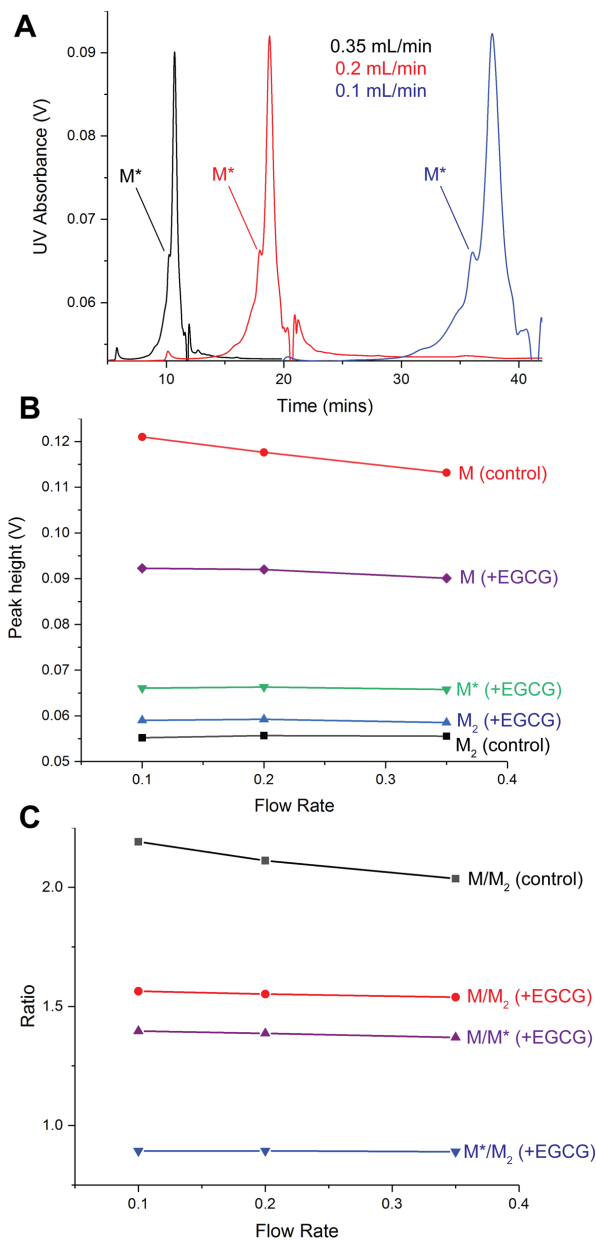 A
0.35 mL/min
0.2 mL/min
0.1 mL/min
M*
M*
M*
0.09
0.08
0.07
0.06
UV Absorbance (V)
10
20
30
40
Time (mins)
B
0.12
0.11
0.10
0.09
0.08
0.07
0.06
0.05
Peak height (V)
M (control)
M (+EGCG)
M* (+EGCG)
M₂ (+EGCG)
M₂ (control)
0.1
0.2
0.3
0.4
Flow Rate
C
2.0
1.5
1.0
Ratio
M/M₂ (control)
M/M₂ (+EGCG)
M/M* (+EGCG)
M*/M₂ (+EGCG)
0.1
0.2
0.3
0.4
Flow Rate